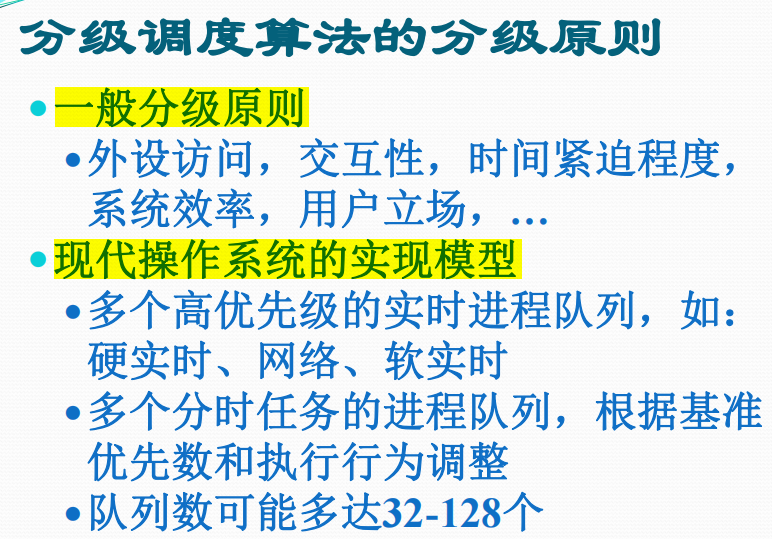 分级调度算法的分级原则
•一般分级原则
•外设访问，交互性，时间紧迫程度，
系统效率，用户立场，…
•现代操作系统的实现模型
•多个高优先级的实时进程队列，如：
硬实时、网络、软实时
•多个分时任务的进程队列，根据基准
优先数和执行行为调整
•队列数可能多达32-128个